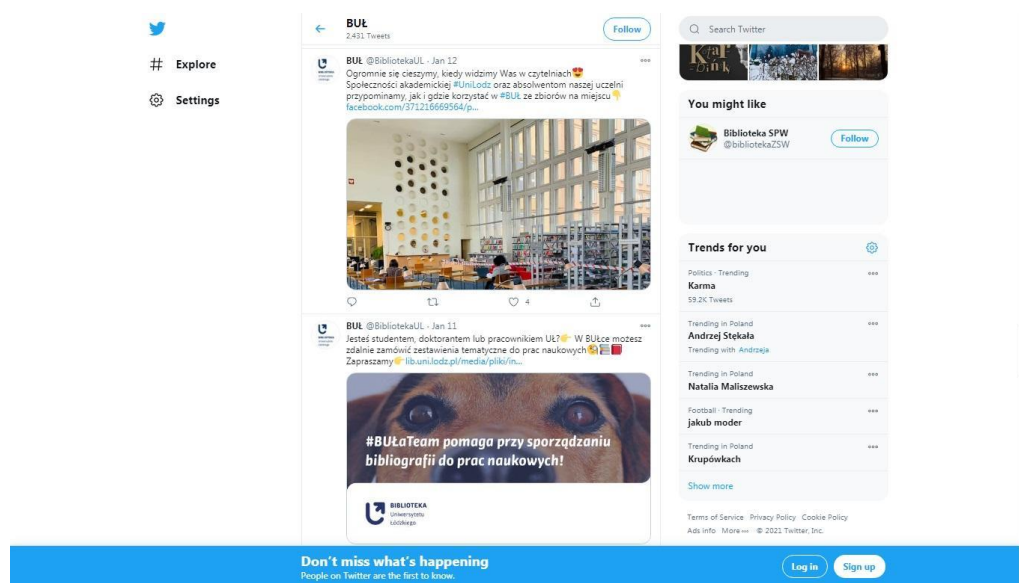 Explore
Settings
BUŁ
2,431 Tweets
Follow
BUŁ @BibliotekaUL · Jan 12
Ogromnie się cieszymy, kiedy widzimy Was w czytelniach😍
Społeczności akademickiej #UniLodz oraz absolwentom naszej uczelni
przypominamy, jak i gdzie korzystać w #BUŁ ze zbiorów na miejscu👇
facebook.com/371216669564/p...
4
BUŁ @BibliotekaUL · Jan 11
Jesteś studentem, doktorantem lub pracownikiem UŁ?👉 W BUŁce możesz
zdalnie zamówić zestawienia tematyczne do prac naukowych🧐📚📕
Zapraszamy👉lib.uni.lodz.pl/media/pliki/in...
#BUŁaTeam pomaga przy sporządzaniu
bibliografii do prac naukowych!
BIBLIOTEKA
Uniwersytetu
Łódzkiego
Search Twitter
You might like
Biblioteka SPW
@bibliotekaZSW
Follow
Trends for you
Politics · Trending
Karma
59.2K Tweets
Trending in Poland
Andrzej Stękała
Trending with Andrzeja
Trending in Poland
Natalia Maliszewska
Football · Trending
jakub moder
Trending in Poland
Krupówkach
Show more
Terms of Service Privacy Policy Cookie Policy
Ads info More ··· © 2021 Twitter, Inc.
Don't miss what's happening
People on Twitter are the first to know.
Log in
Sign up